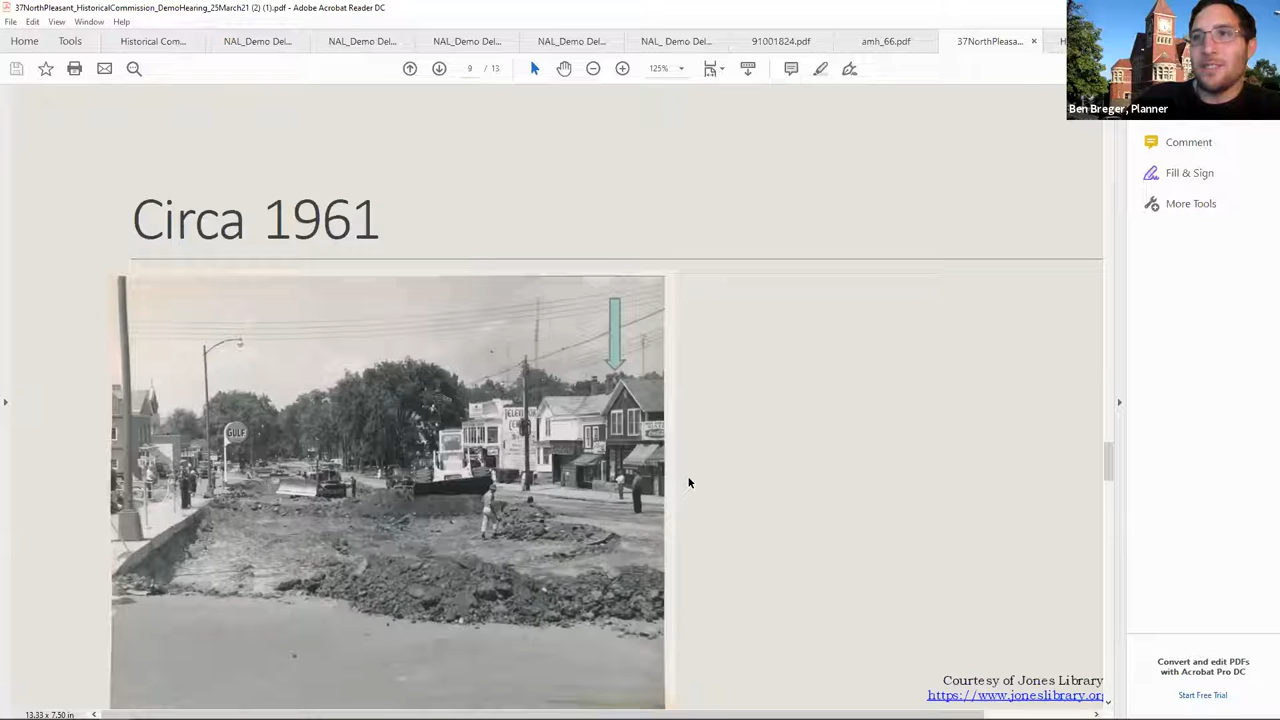 37NorthPleasant_HistoricalCommission_DemoHearing_25March21 (2) (1).pdf - Adobe Acrobat Reader DC
File Edit View Window Help
Home Tools Historical Com... NAL_Demo Del... NAL_Demo Del... NAL_Demo Del... NAL_Demo Del... NAL_ Demo Del... 91001824.pdf amh_66.pdf 37NorthPleasa... ×
9 / 13 125%
Ben Breger, Planner
Comment
Fill & Sign
More Tools
Circa 1961
GULF
Courtesy of Jones Library
https://www.joneslibrary.org
Convert and edit PDFs
with Acrobat Pro DC
Start Free Trial
13.33 x 7.50 in